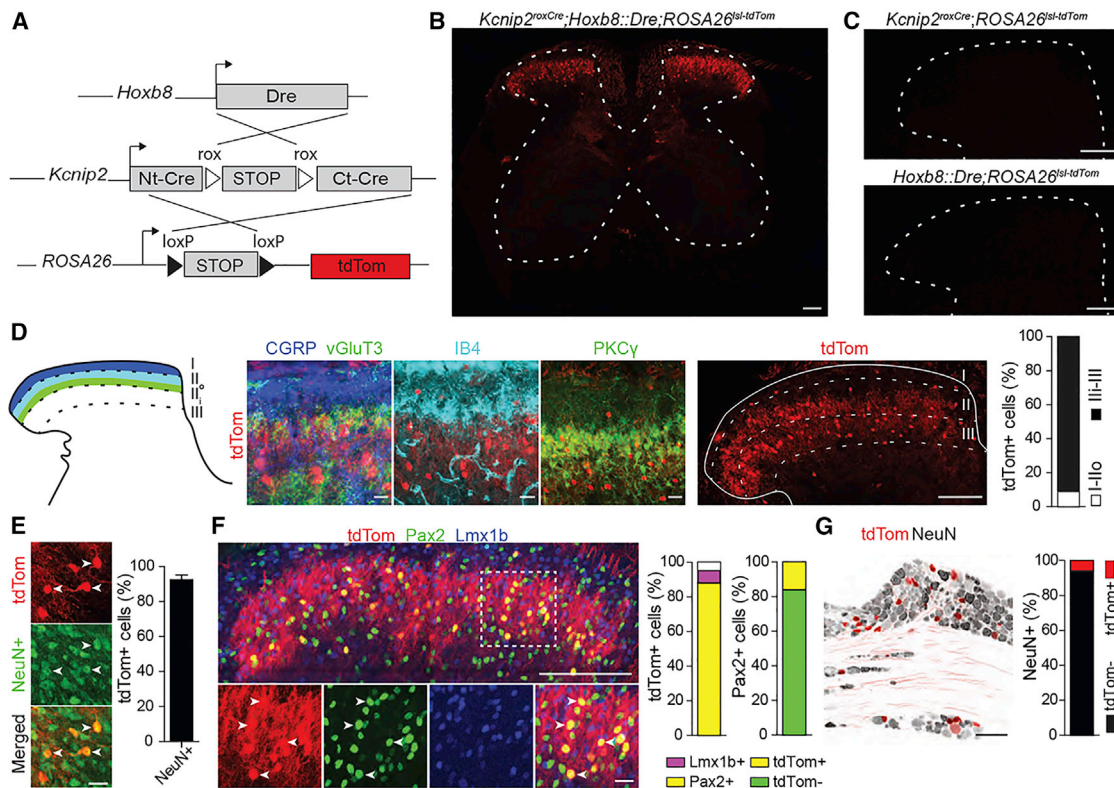 A
Hoxb8
Dre
Kcnip2
rox
rox
Nt-Cre
STOP
Ct-Cre
ROSA26
loxP
loxP
STOP
tdTom
B
Kcnip2roxCre;Hoxb8::Dre;ROSA26lsl-tdTom
C
Kcnip2roxCre;ROSA26lsl-tdTom
Hoxb8::Dre;ROSA26lsl-tdTom
D
I
IIo
IIi
III
tdTom
CGRP vGluT3
IB4
PKCγ
tdTom
I
II
III
tdTom+ cells (%)
100
80
60
40
20
0
IIi-III
I-IIo
E
tdTom
NeuN+
Merged
tdTom+ cells (%)
100
80
60
40
20
0
NeuN+
F
tdTom Pax2 Lmx1b
tdTom+ cells (%)
100
80
60
40
20
0
Pax2+ cells (%)
100
80
60
40
20
0
Lmx1b+
tdTom+
Pax2+
tdTom-
G
tdTom NeuN
NeuN+ (%)
100
80
60
40
20
0
tdTom+
tdTom-